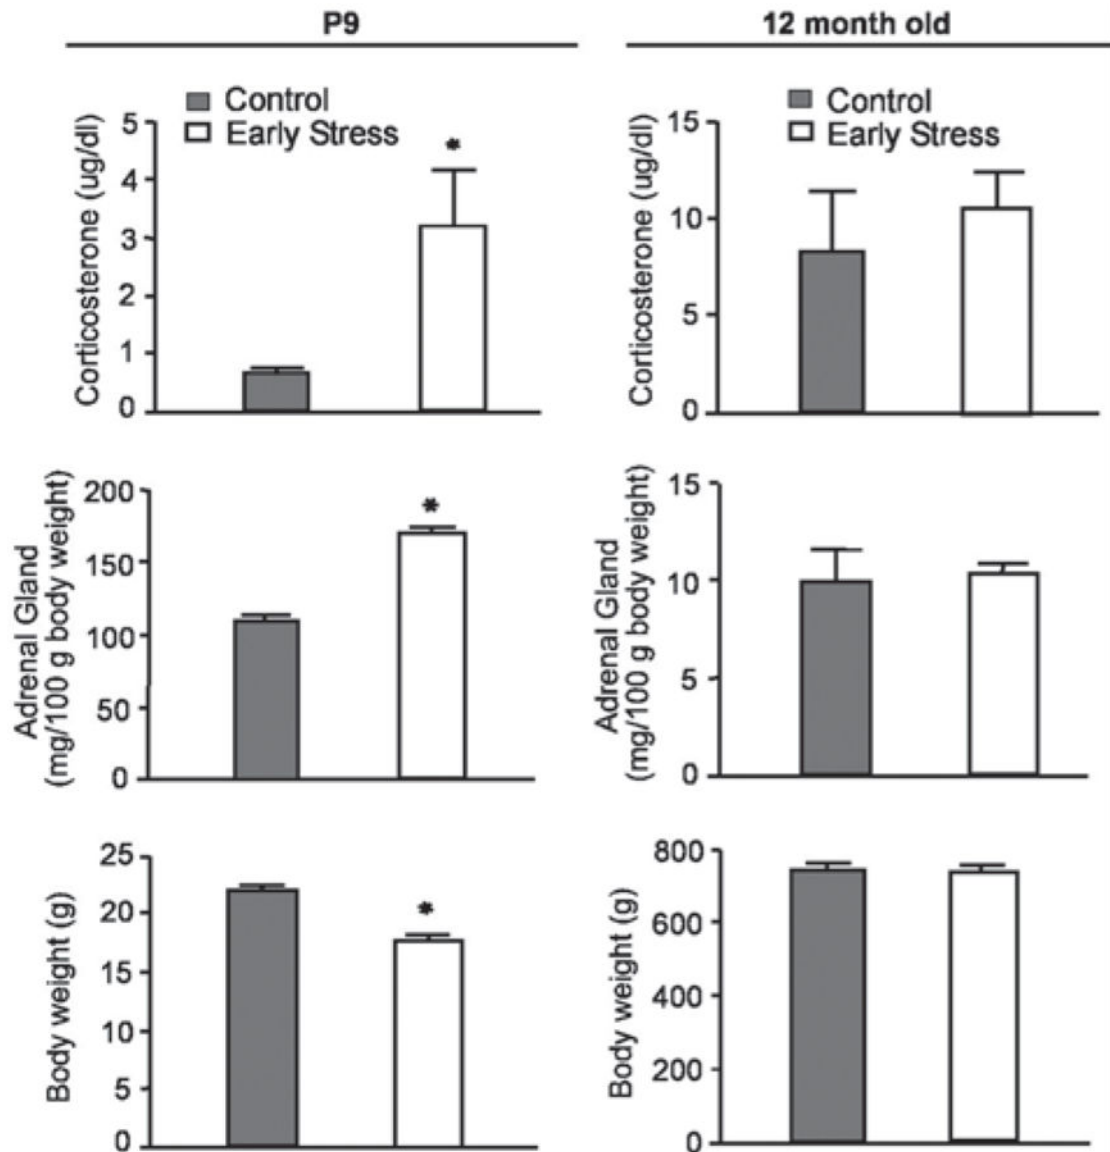 P9
12 month old
Control
Early Stress
Corticosterone (ug/dl)
5
4
3
2
1
0
*
Control
Early Stress
Corticosterone (ug/dl)
15
10
5
0
Adrenal Gland
(mg/100 g body weight)
200
150
100
50
0
*
Adrenal Gland
(mg/100 g body weight)
15
10
5
0
Body weight (g)
25
20
15
10
5
0
*
Body weight (g)
800
600
400
200
0